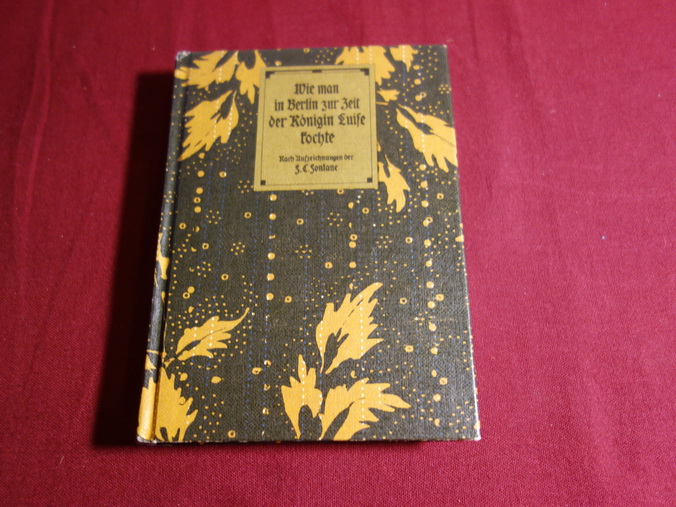 Wie man
in Berlin zur Zeit
der Königin Luise
kochte
Nach Aufzeichnungen der
F. C. Fontane